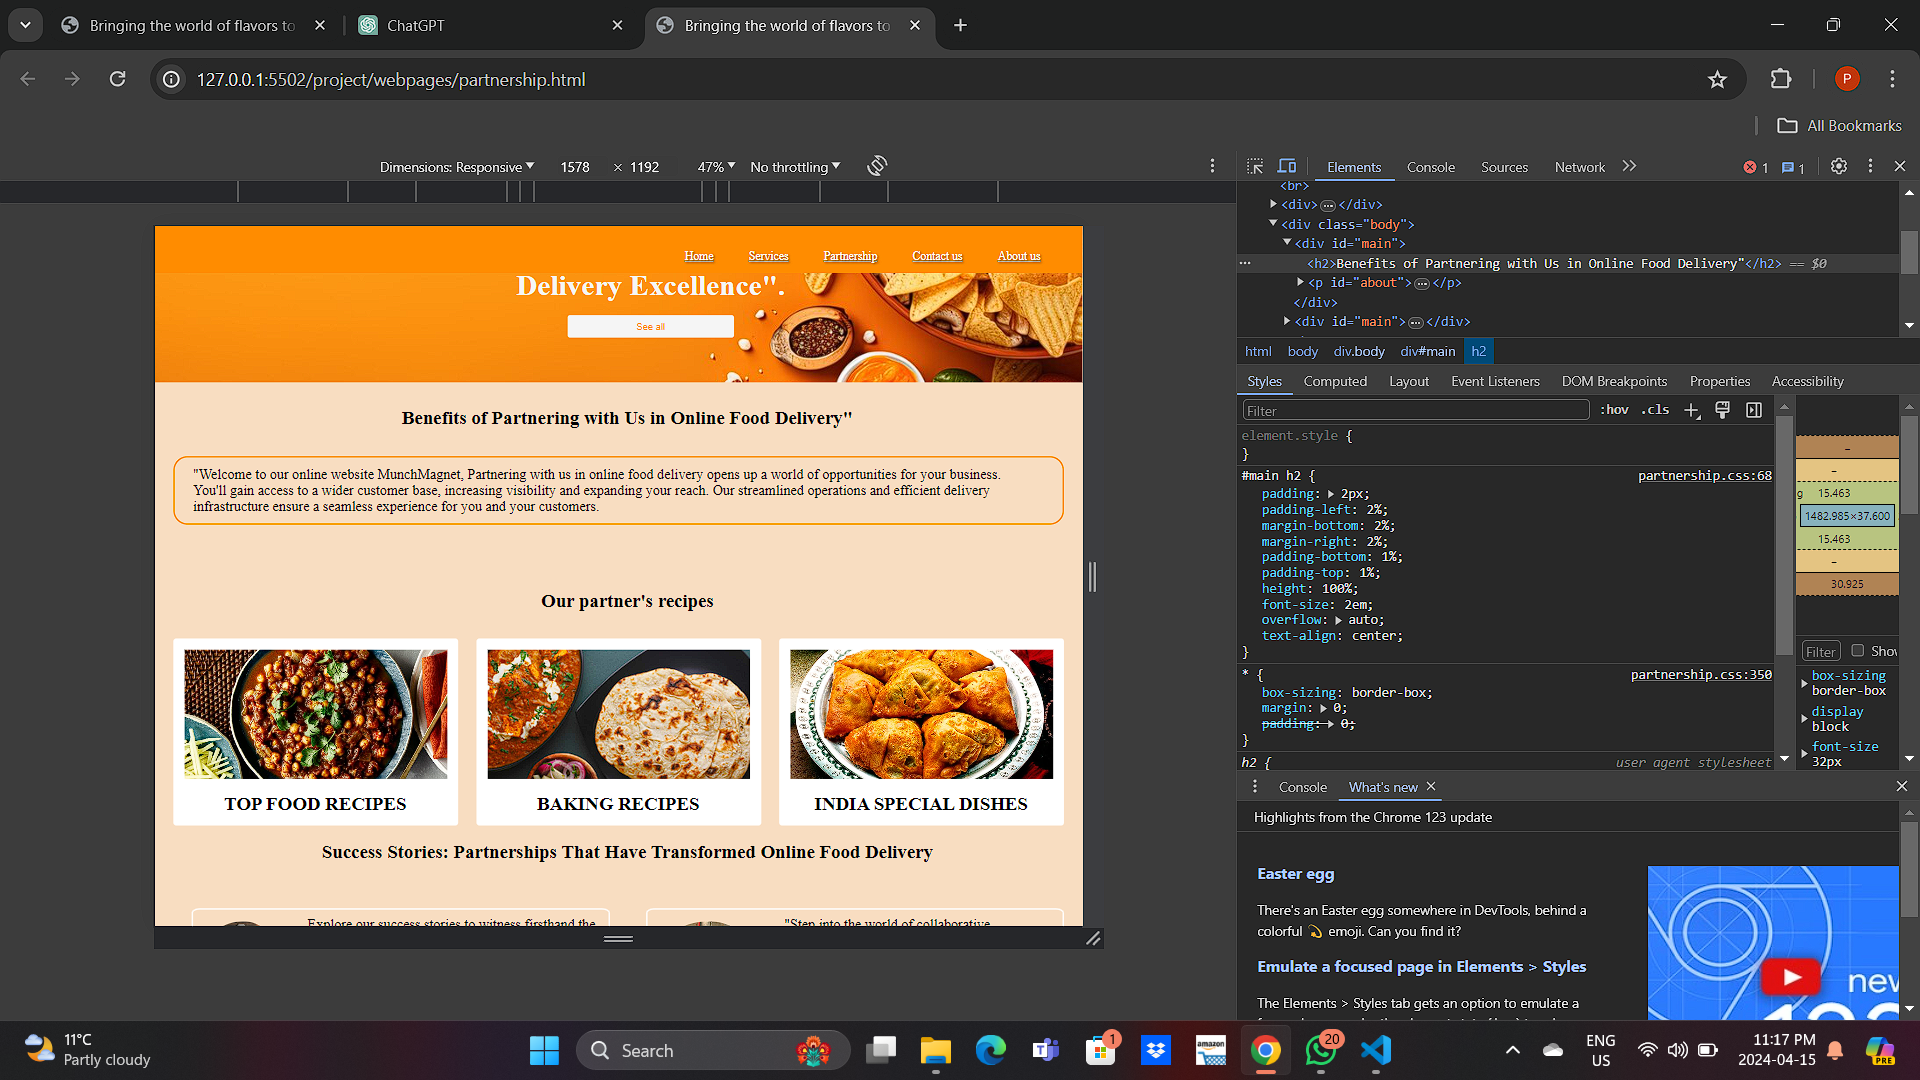 Bringing the world of flavors to
ChatGPT
Bringing the world of flavors to
127.0.0.1:5502/project/webpages/partnership.html
P
All Bookmarks
Dimensions: Responsive 1578 × 1192 47% No throttling
Home Services Partnership Contact us About us
Delivery Excellence".
See all
Benefits of Partnering with Us in Online Food Delivery"
"Welcome to our online website MunchMagnet, Partnering with us in online food delivery opens up a world of opportunities for your business.
You'll gain access to a wider customer base, increasing visibility and expanding your reach. Our streamlined operations and efficient delivery
infrastructure ensure a seamless experience for you and your customers.
Our partner's recipes
TOP FOOD RECIPES BAKING RECIPES INDIA SPECIAL DISHES
Success Stories: Partnerships That Have Transformed Online Food Delivery
Explore our success stories to witness firsthand the
"Step into the world of collaborative
Elements Console Sources Network 1 1
<br>
<div> … </div>
<div class="body">
<div id="main">
<h2>Benefits of Partnering with Us in Online Food Delivery"</h2> == $0
<p id="about"> … </p>
</div>
<div id="main"> … </div>
html body div.body div#main h2
Styles Computed Layout Event Listeners DOM Breakpoints Properties Accessibility
Filter :hov .cls
element.style {
}
#main h2 { partnership.css:68
padding: 2px;
padding-left: 2%;
margin-bottom: 2%;
margin-right: 2%;
padding-bottom: 1%;
padding-top: 1%;
height: 100%;
font-size: 2em;
overflow: auto;
text-align: center;
}
* { partnership.css:350
box-sizing: border-box;
margin: 0;
padding: 0;
}
h2 { user agent stylesheet
–
–
g 15.463
1482.985×37.600
15.463
–
30.925
Filter Show
box-sizing
border-box
display
block
font-size
32px
Console What's new
Highlights from the Chrome 123 update
Easter egg
There's an Easter egg somewhere in DevTools, behind a
colorful emoji. Can you find it?
Emulate a focused page in Elements > Styles
The Elements > Styles tab gets an option to emulate a
new
11°C
Partly cloudy
Search
1
amazon
20
ENG
US
11:17 PM
2024-04-15
PRE